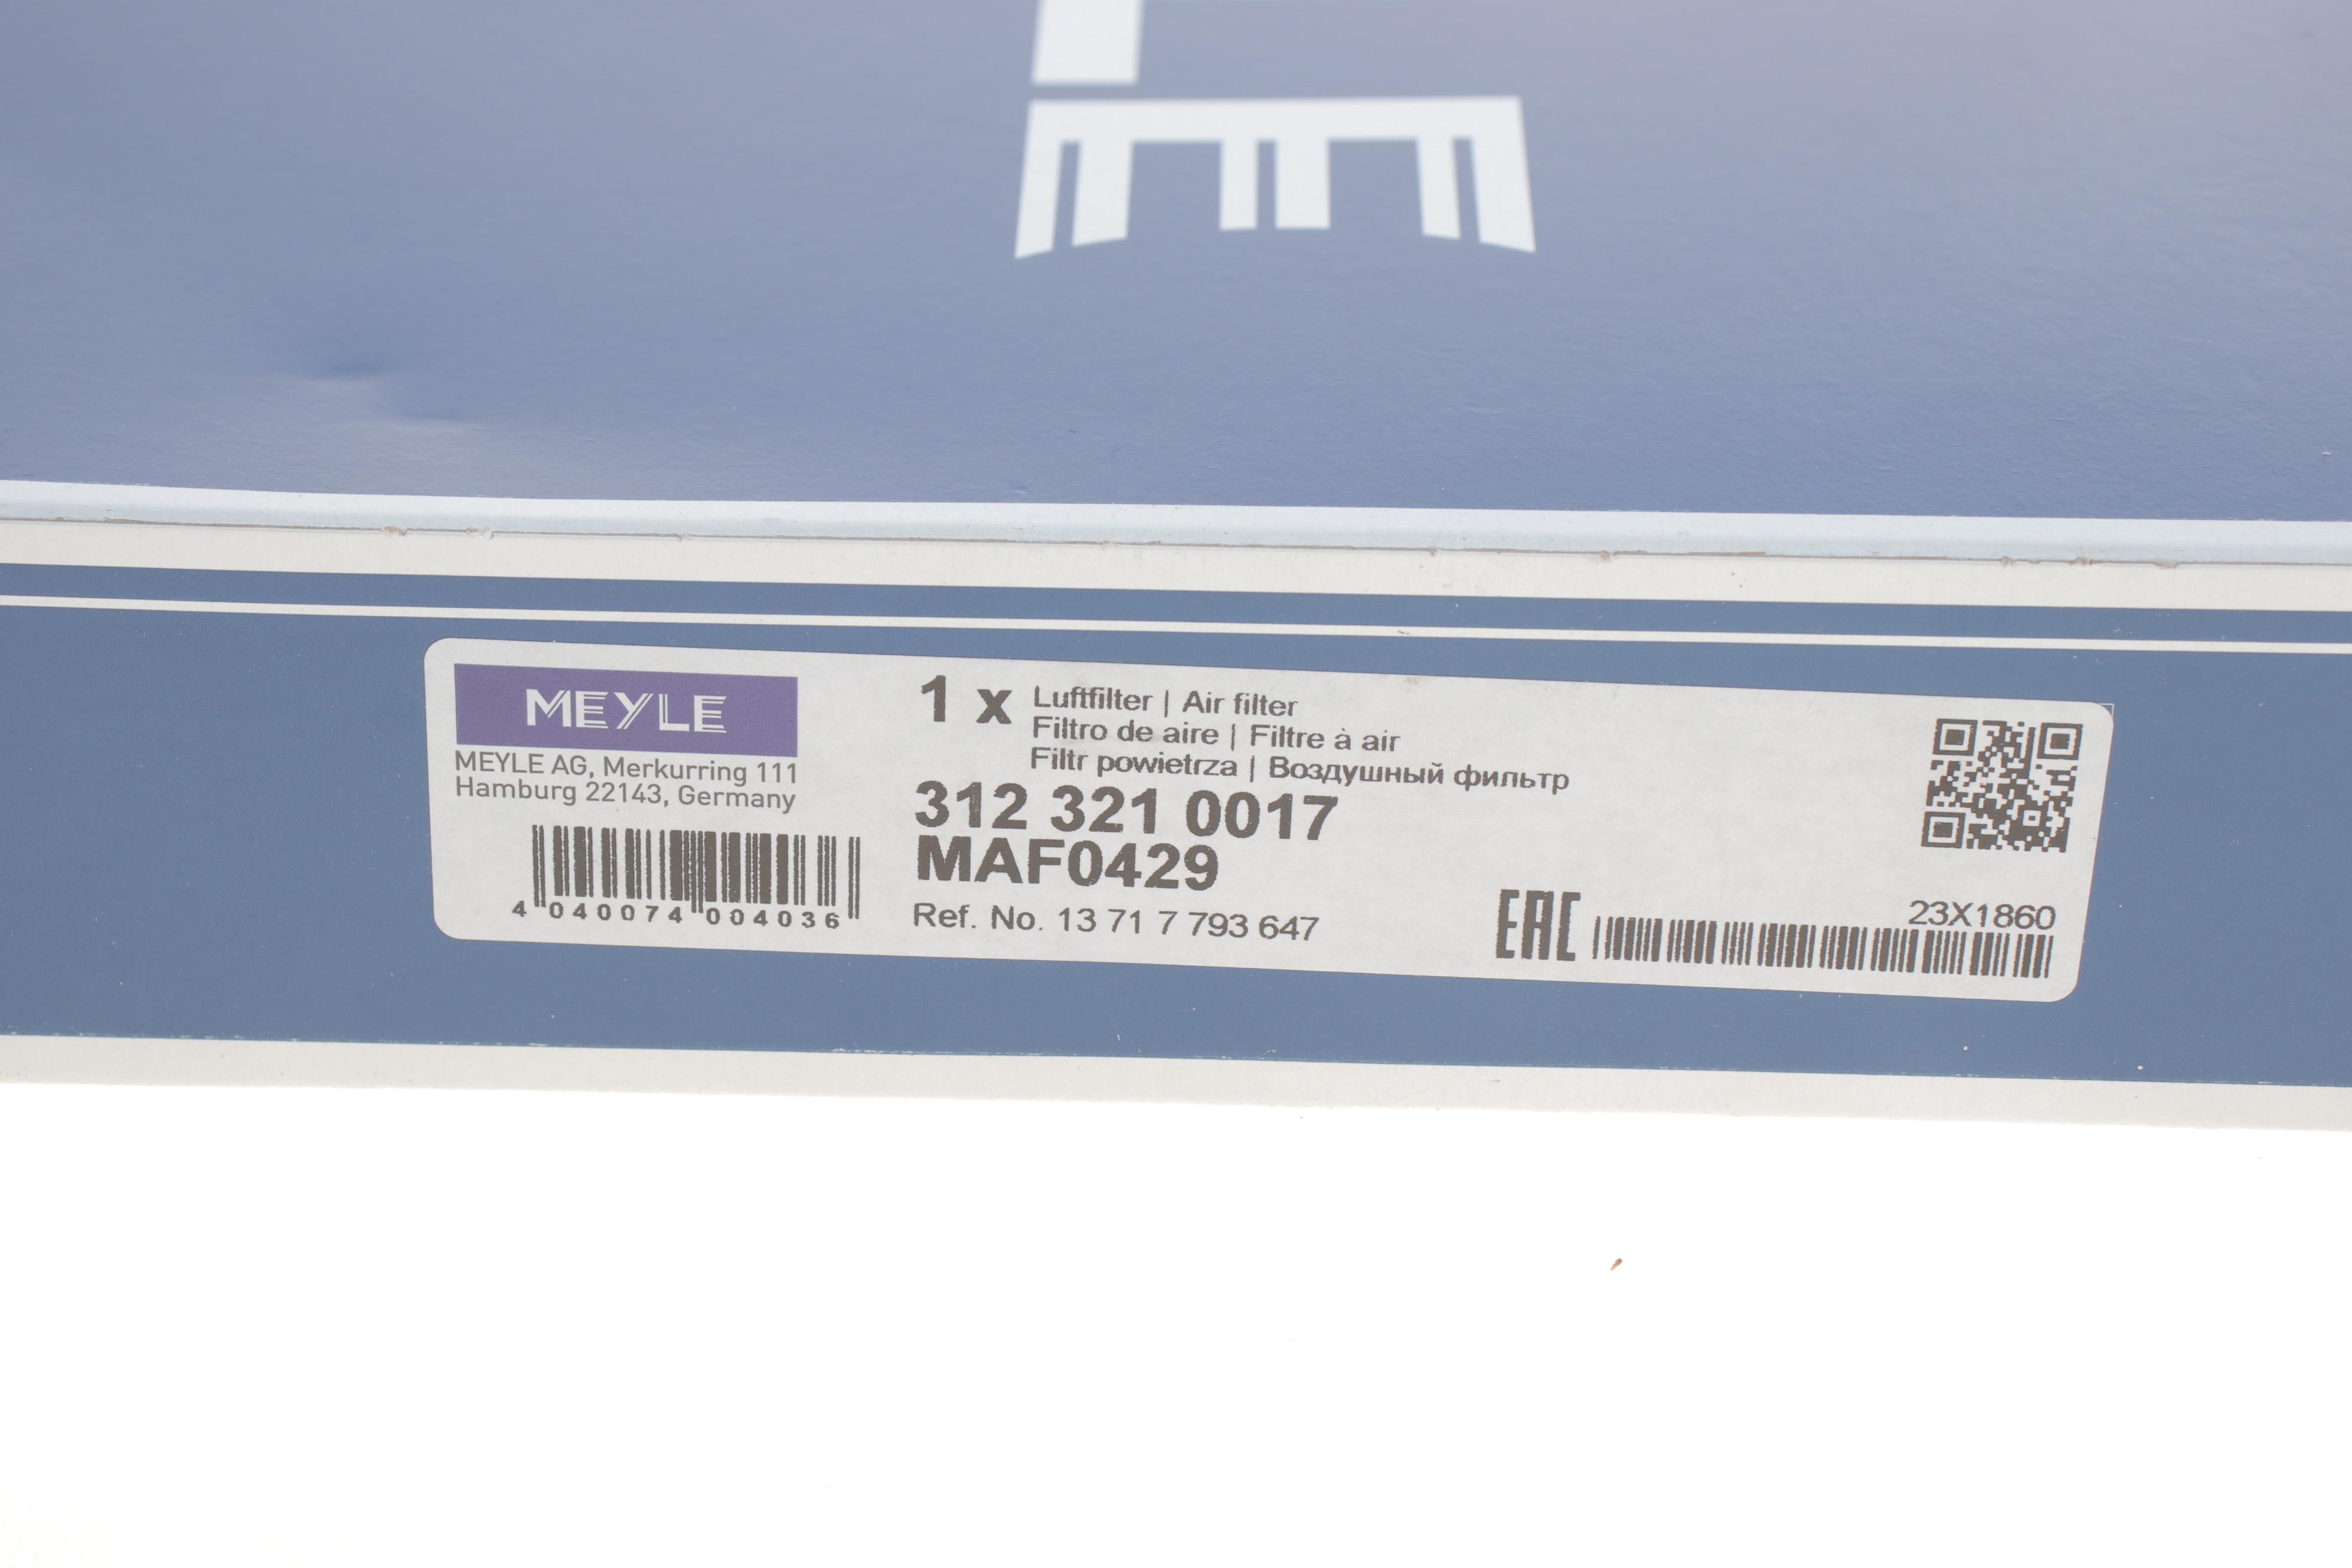 LE
MEYLE
MEYLE AG, Merkurring 111
Hamburg 22143, Germany
4 040074 004036
1 x Luftfilter | Air filter
Filtro de aire | Filtre à air
Filtr powietrza | Воздушный фильтр
312 321 0017
MAF0429
Ref. No. 13 71 7 793 647
EAC
23X1860